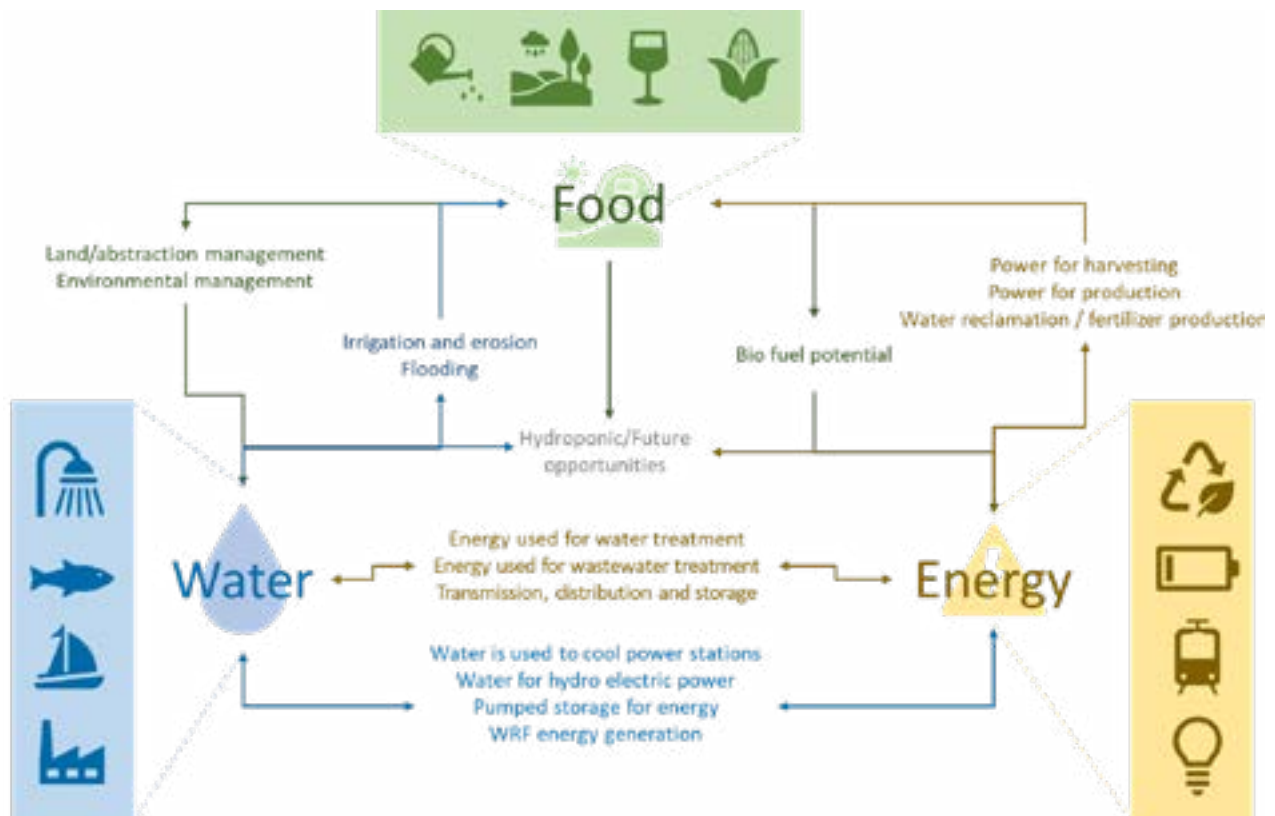 Food
Land/abstraction management
Environmental management
Irrigation and erosion
Flooding
Bio fuel potential
Power for harvesting
Power for production
Water reclamation / fertilizer production
Hydroponic/Future
opportunities
Water
Energy used for water treatment
Energy used for wastewater treatment
Transmission, distribution and storage
Energy
Water is used to cool power stations
Water for hydro electric power
Pumped storage for energy
WRF energy generation